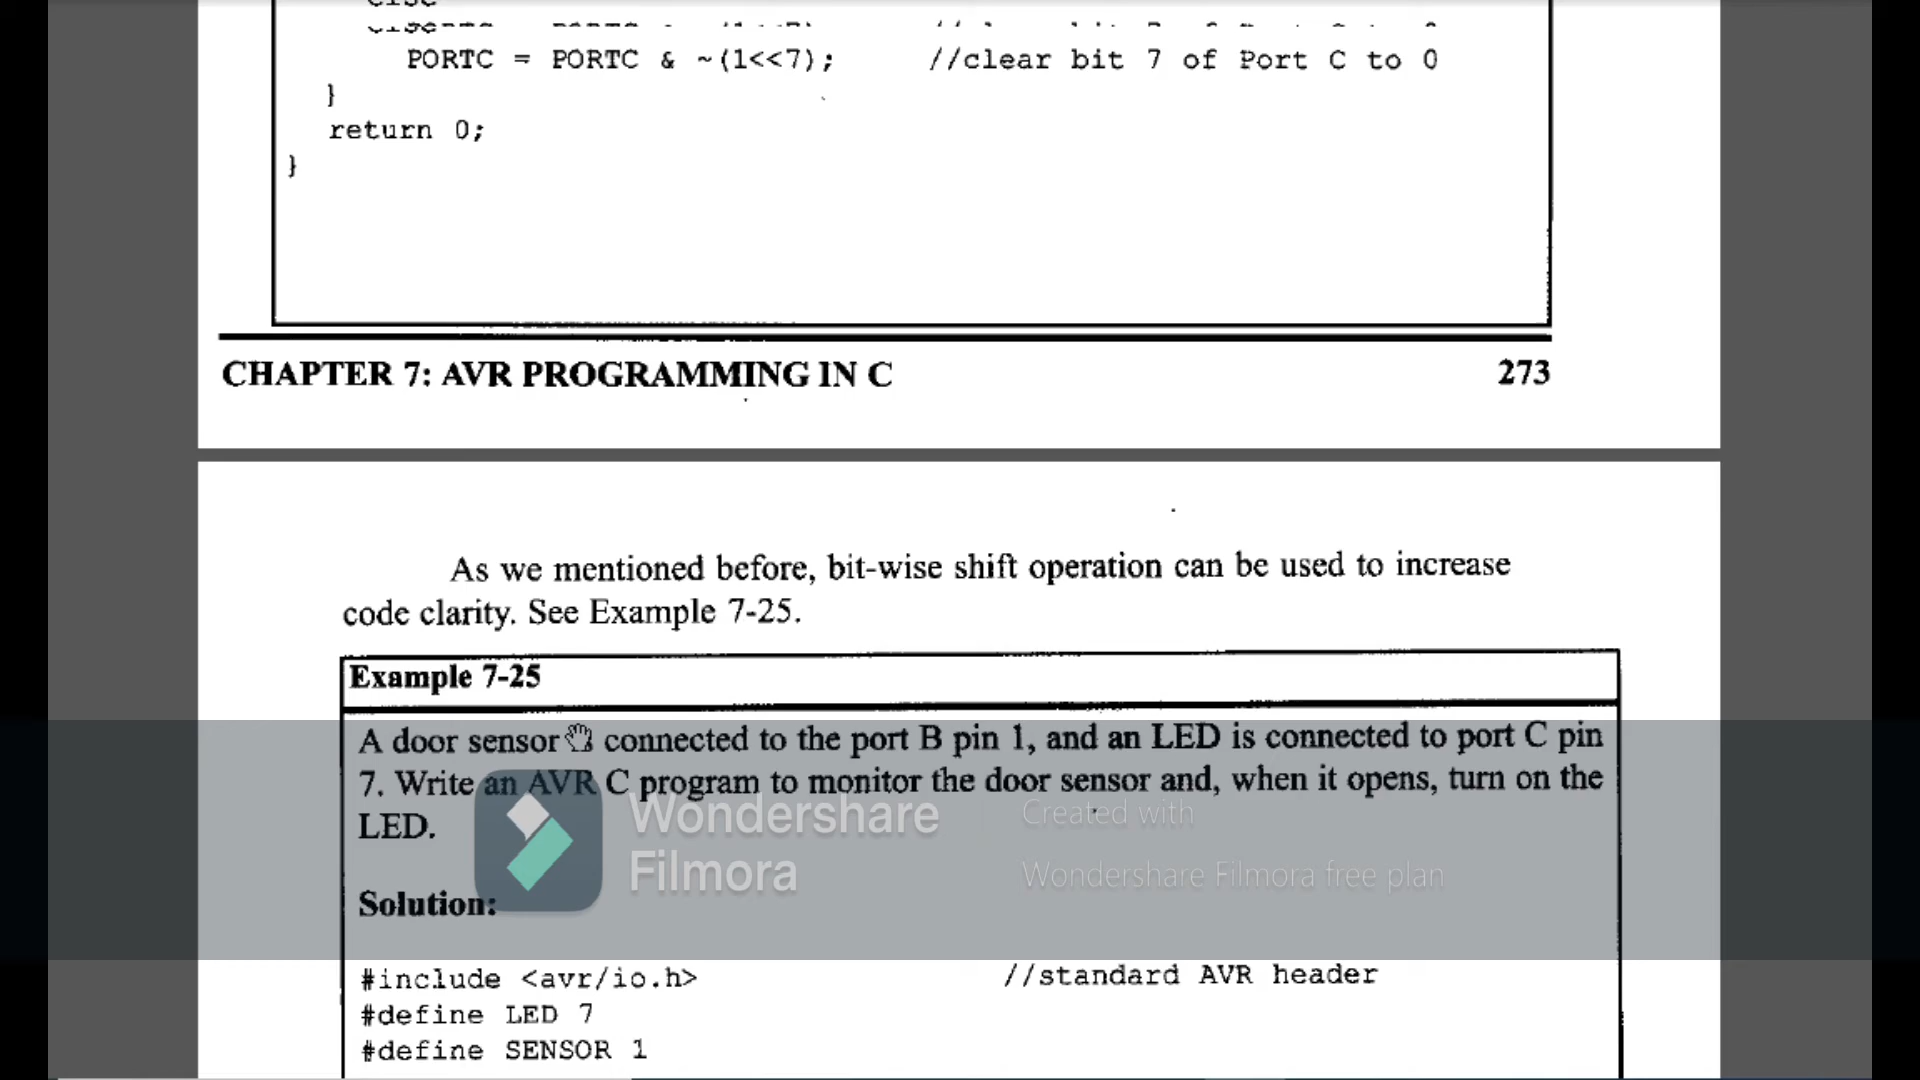 else
PORTC = PORTC & ~(1<<7); //clear bit 7 of Port C to 0
}
return 0;
}
CHAPTER 7: AVR PROGRAMMING IN C 273
As we mentioned before, bit-wise shift operation can be used to increase
code clarity. See Example 7-25.
Example 7-25
A door sensor connected to the port B pin 1, and an LED is connected to port C pin
7. Write an AVR C program to monitor the door sensor and, when it opens, turn on the
LED.
Wondershare
Filmora
Created with
Wondershare Filmora free plan
Solution:
#include <avr/io.h> //standard AVR header
#define LED 7
#define SENSOR 1